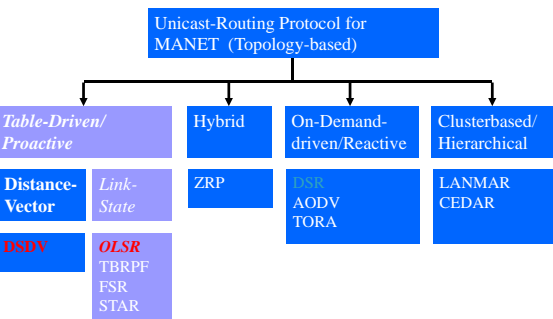 Unicast-Routing Protocol for
MANET (Topology-based)
Table-Driven/
Proactive
Hybrid
On-Demand-
driven/Reactive
Clusterbased/
Hierarchical
Distance-
Vector
Link-
State
ZRP
DSR
AODV
TORA
LANMAR
CEDAR
DSDV
OLSR
TBRPF
FSR
STAR